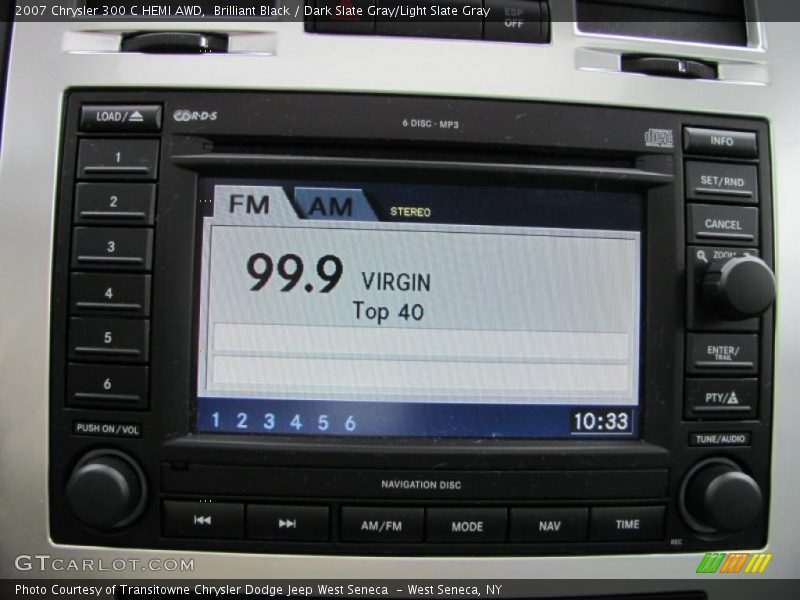 2007 Chrysler 300 C HEMI AWD,  Brilliant Black / Dark Slate Gray/Light Slate Gray
ESP
OFF
LOAD/⏏
R·D·S
6 DISC · MP3
INFO
1
2
3
4
5
6
SET/RND
CANCEL
ZOOM
ENTER/
TRAIL
PTY/
FM
AM
STEREO
99.9 VIRGIN
Top 40
1 2 3 4 5 6
10:33
PUSH ON / VOL
TUNE/AUDIO
NAVIGATION DISC
AM/FM
MODE
NAV
TIME
REC
GTCARLOT.COM
Photo Courtesy of Transitowne Chrysler Dodge Jeep West Seneca  - West Seneca, NY